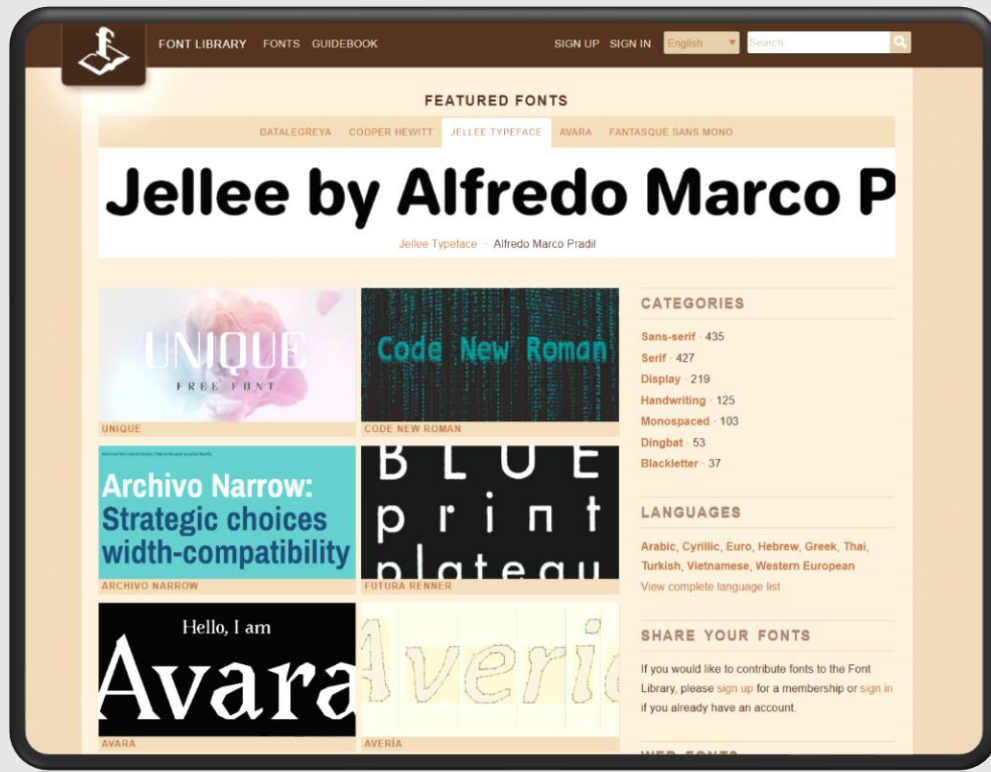 FONT LIBRARY FONTS GUIDEBOOK SIGN UP SIGN IN English Search
FEATURED FONTS
DATALEGREYA COOPER HEWITT JELLEE TYPEFACE AVARA FANTASQUE SANS MONO
Jellee by Alfredo Marco P
Jellee Typeface · Alfredo Marco Pradil
UNIQUE
FREE FONT
UNIQUE
Code New Roman
CODE NEW ROMAN
Archivo Narrow:
Strategic choices
width-compatibility
ARCHIVO NARROW
BLUE
print
plateau
FUTURA RENNER
Hello, I am
Avara
AVARA
Averia
AVERÍA
CATEGORIES
Sans-serif · 435
Serif · 427
Display · 219
Handwriting · 125
Monospaced · 103
Dingbat · 53
Blackletter · 37
LANGUAGES
Arabic, Cyrillic, Euro, Hebrew, Greek, Thai,
Turkish, Vietnamese, Western European
View complete language list
SHARE YOUR FONTS
If you would like to contribute fonts to the Font
Library, please sign up for a membership or sign in
if you already have an account.
WEB FONTS